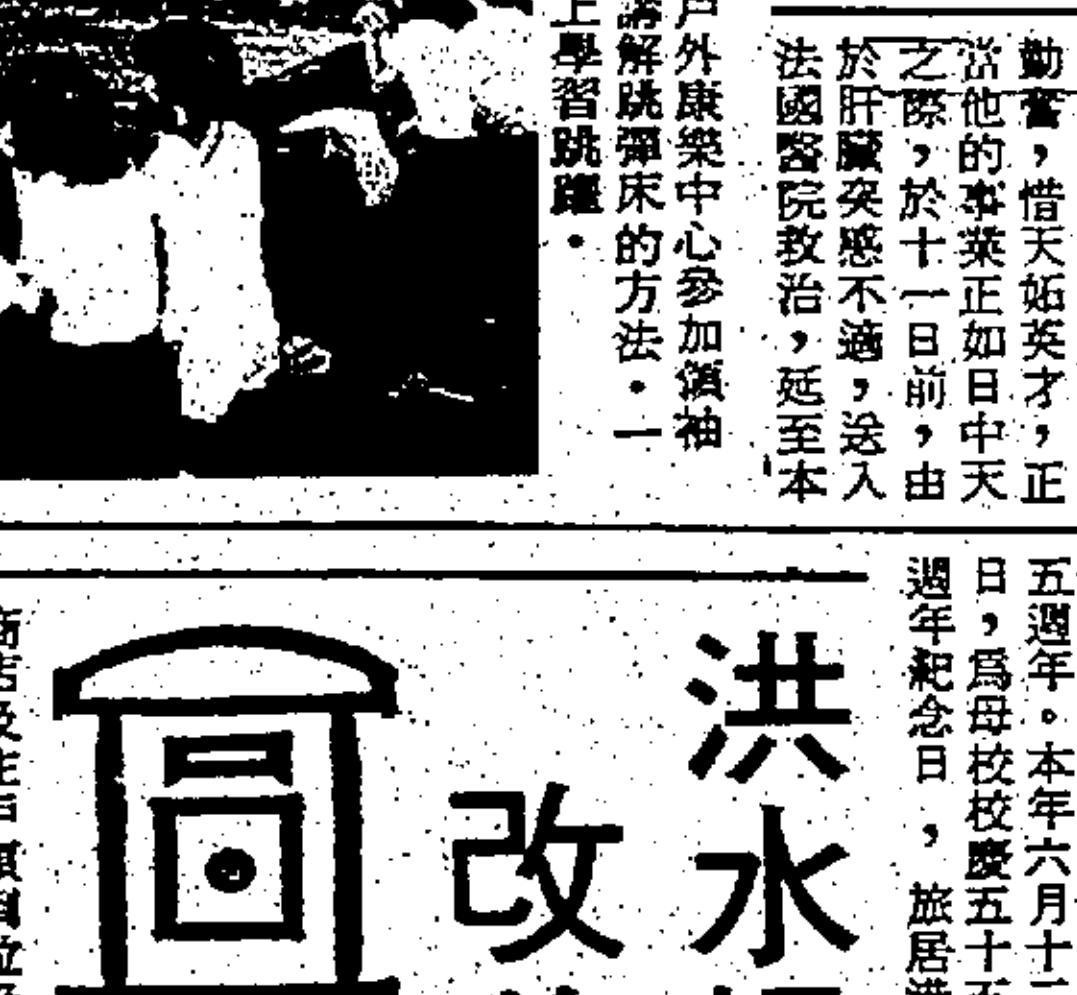 勤奮，惜天妬英才，正
當他的事業正如日中天
之際，於十一日前，由
於肝臟突感不適，送入
法國醫院救治，延至本
戶外康樂中心參加領袖
講解跳彈床的方法．一
上學習跳躍．
五週年。本年六月十
日，爲母校校慶五十
週年紀念日，旅居港
洪水
改